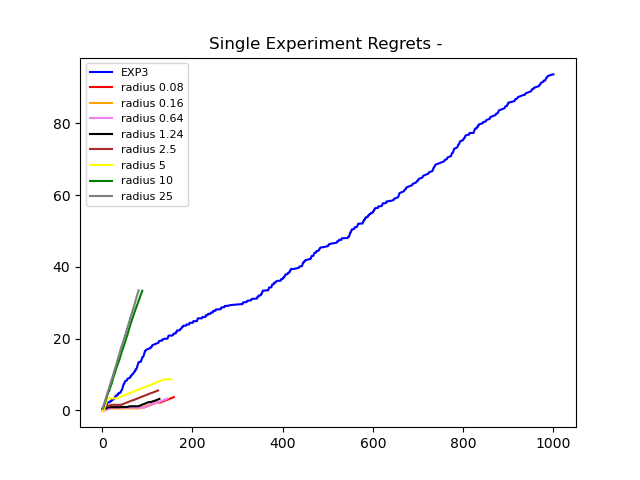 Single Experiment Regrets -
EXP3
radius 0.08
radius 0.16
radius 0.64
radius 1.24
radius 2.5
radius 5
radius 10
radius 25
80
60
40
20
0
0 200 400 600 800 1000